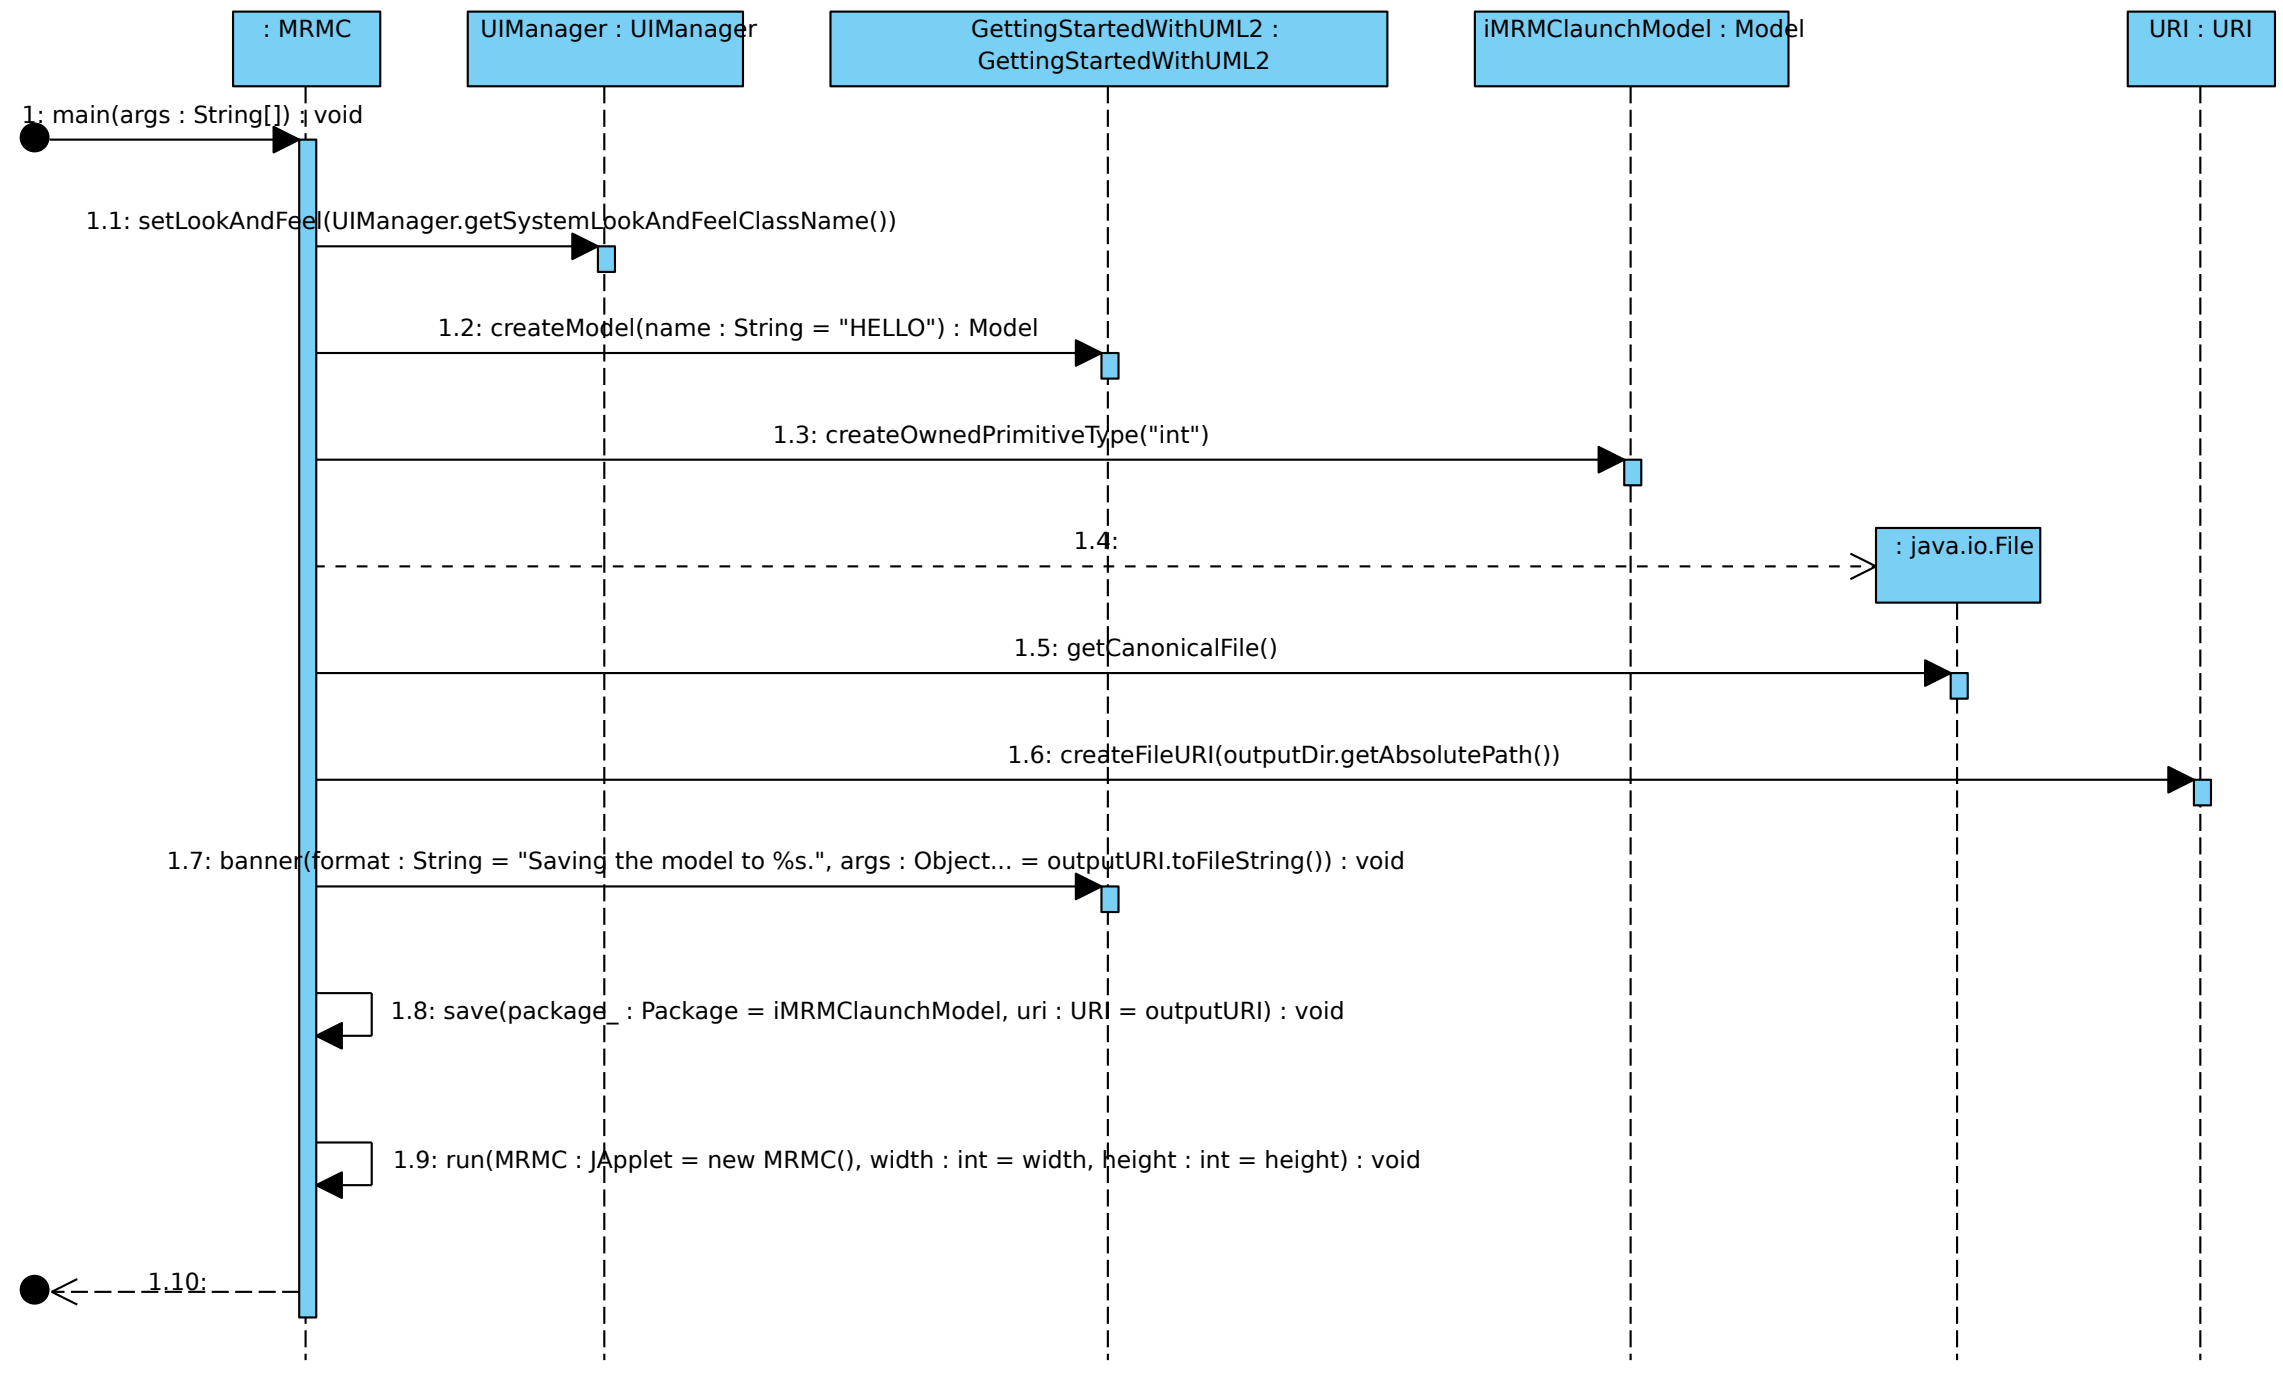 : MRMC
UIManager : UIManager
GettingStartedWithUML2 :
GettingStartedWithUML2
iMRMClaunchModel : Model
URI : URI
1: main(args : String[]) : void
1.1: setLookAndFeel(UIManager.getSystemLookAndFeelClassName())
1.2: createModel(name : String = "HELLO") : Model
1.3: createOwnedPrimitiveType("int")
1.4:
: java.io.File
1.5: getCanonicalFile()
1.6: createFileURI(outputDir.getAbsolutePath())
1.7: banner(format : String = "Saving the model to %s.", args : Object... = outputURI.toFileString()) : void
1.8: save(package_ : Package = iMRMClaunchModel, uri : URI = outputURI) : void
1.9: run(MRMC : JApplet = new MRMC(), width : int = width, height : int = height) : void
1.10: